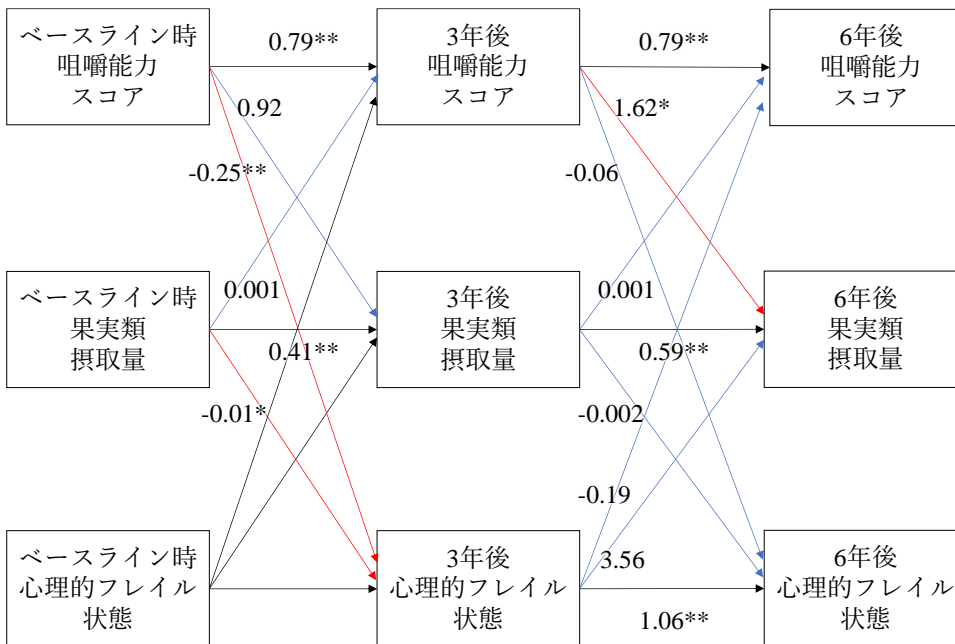 ベースライン時
咀嚼能力
スコア
0.79**
3年後
咀嚼能力
スコア
0.79**
6年後
咀嚼能力
スコア
0.92
1.62*
-0.25**
-0.06
ベースライン時
果実類
摂取量
0.001
3年後
果実類
摂取量
0.001
6年後
果実類
摂取量
0.41**
0.59**
-0.01*
-0.002
-0.19
ベースライン時
心理的フレイル
状態
3年後
心理的フレイル
状態
3.56
6年後
心理的フレイル
状態
1.06**